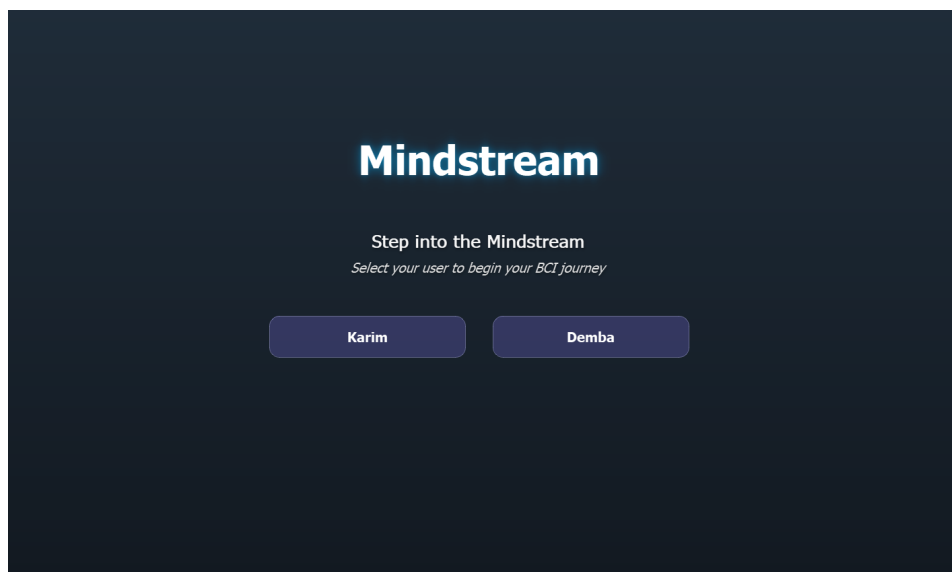 Mindstream
Step into the Mindstream
Select your user to begin your BCI journey
Karim
Demba